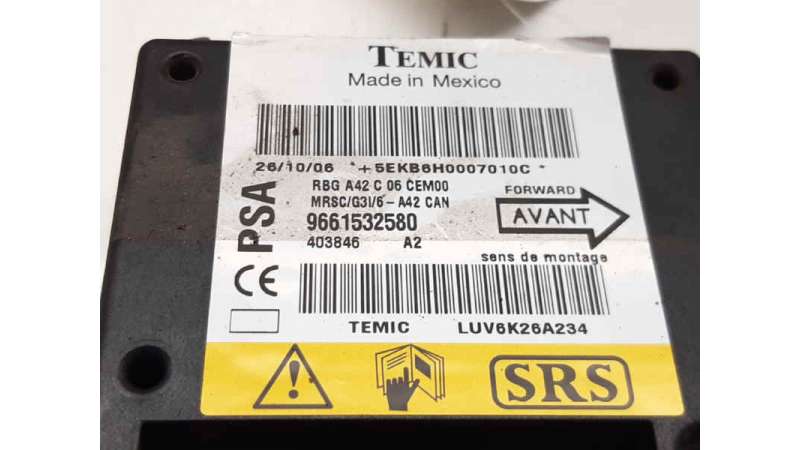 TEMIC
Made in Mexico
26/10/06 *+5EKB6H0007010C*
PSA
RBG A42 C 06 CEM00
MRSC/G3I/6 - A42 CAN
9661532580
403846 A2
FORWARD
AVANT
sens de montage
CE
TEMIC LUV6K26A234
SRS